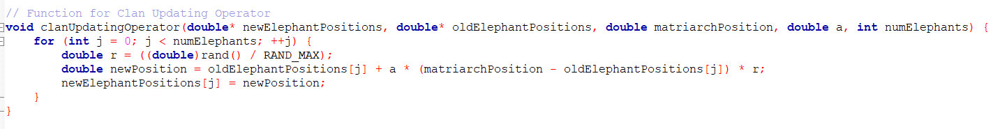 // Function for Clan Updating Operator
void clanUpdatingOperator(double* newElephantPositions, double* oldElephantPositions, double matriarchPosition, double a, int numElephants) {
    for (int j = 0; j < numElephants; ++j) {
        double r = ((double)rand() / RAND_MAX);
        double newPosition = oldElephantPositions[j] + a * (matriarchPosition - oldElephantPositions[j]) * r;
        newElephantPositions[j] = newPosition;
    }
}